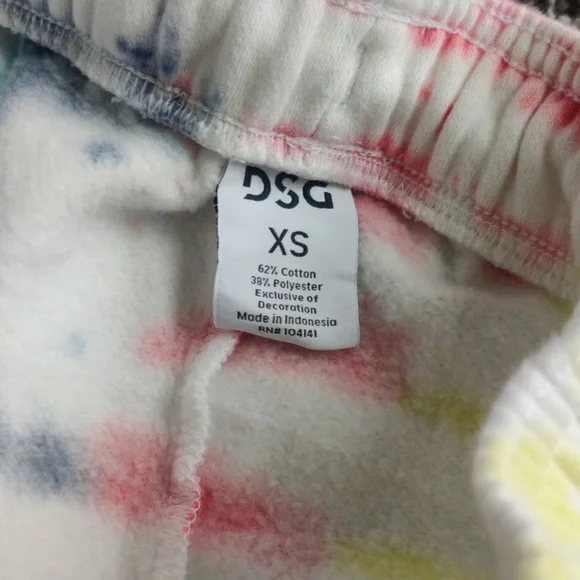 DSG
XS
62% Cotton
38% Polyester
Exclusive of
Decoration
Made in Indonesia
RN# 104141